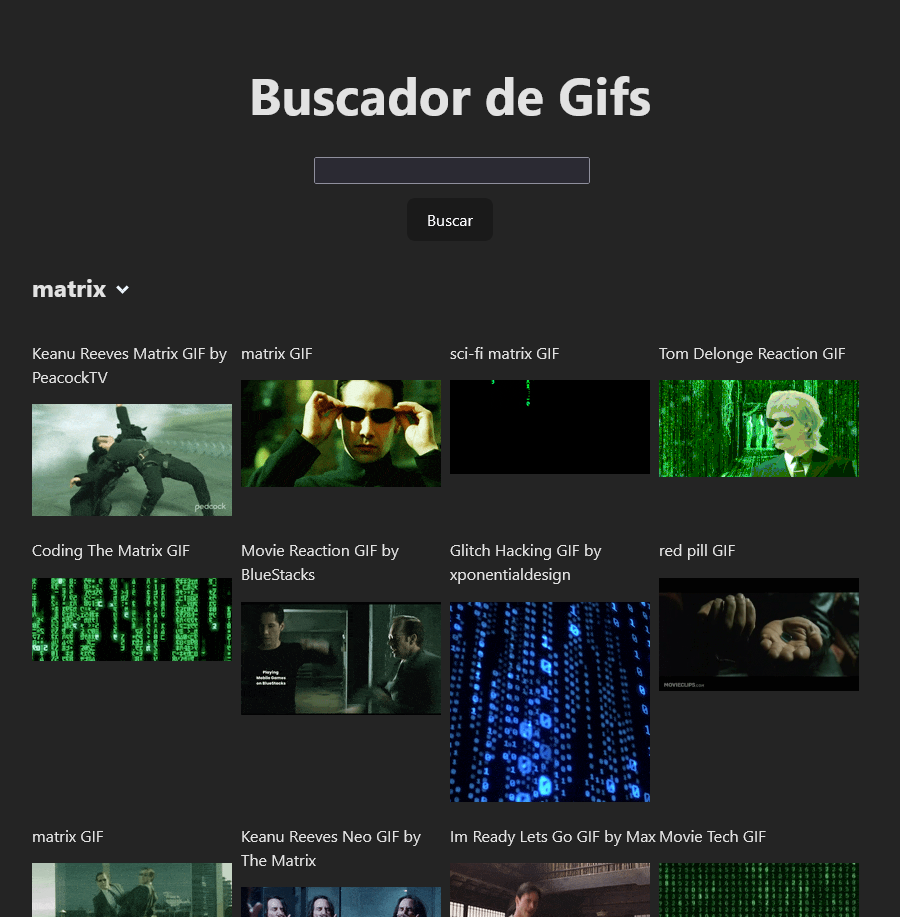 Buscador de Gifs
Buscar
matrix
Keanu Reeves Matrix GIF by
PeacockTV
matrix GIF
sci-fi matrix GIF
Tom Delonge Reaction GIF
peacock
Coding The Matrix GIF
Movie Reaction GIF by
BlueStacks
Glitch Hacking GIF by
xponentialdesign
red pill GIF
Playing
Mobile Games
on BlueStacks
MOVIECLIPS.com
matrix GIF
Keanu Reeves Neo GIF by
The Matrix
Im Ready Lets Go GIF by Max
Movie Tech GIF